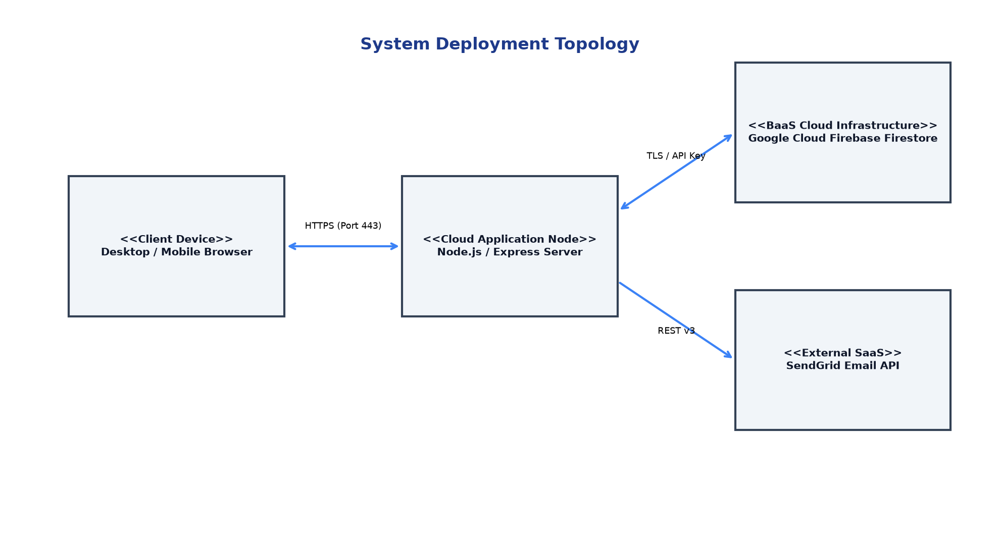 System Deployment Topology
<<BaaS Cloud Infrastructure>>
Google Cloud Firebase Firestore
TLS / API Key
HTTPS (Port 443)
<<Client Device>>
Desktop / Mobile Browser
<<Cloud Application Node>>
Node.js / Express Server
REST v3
<<External SaaS>>
SendGrid Email API